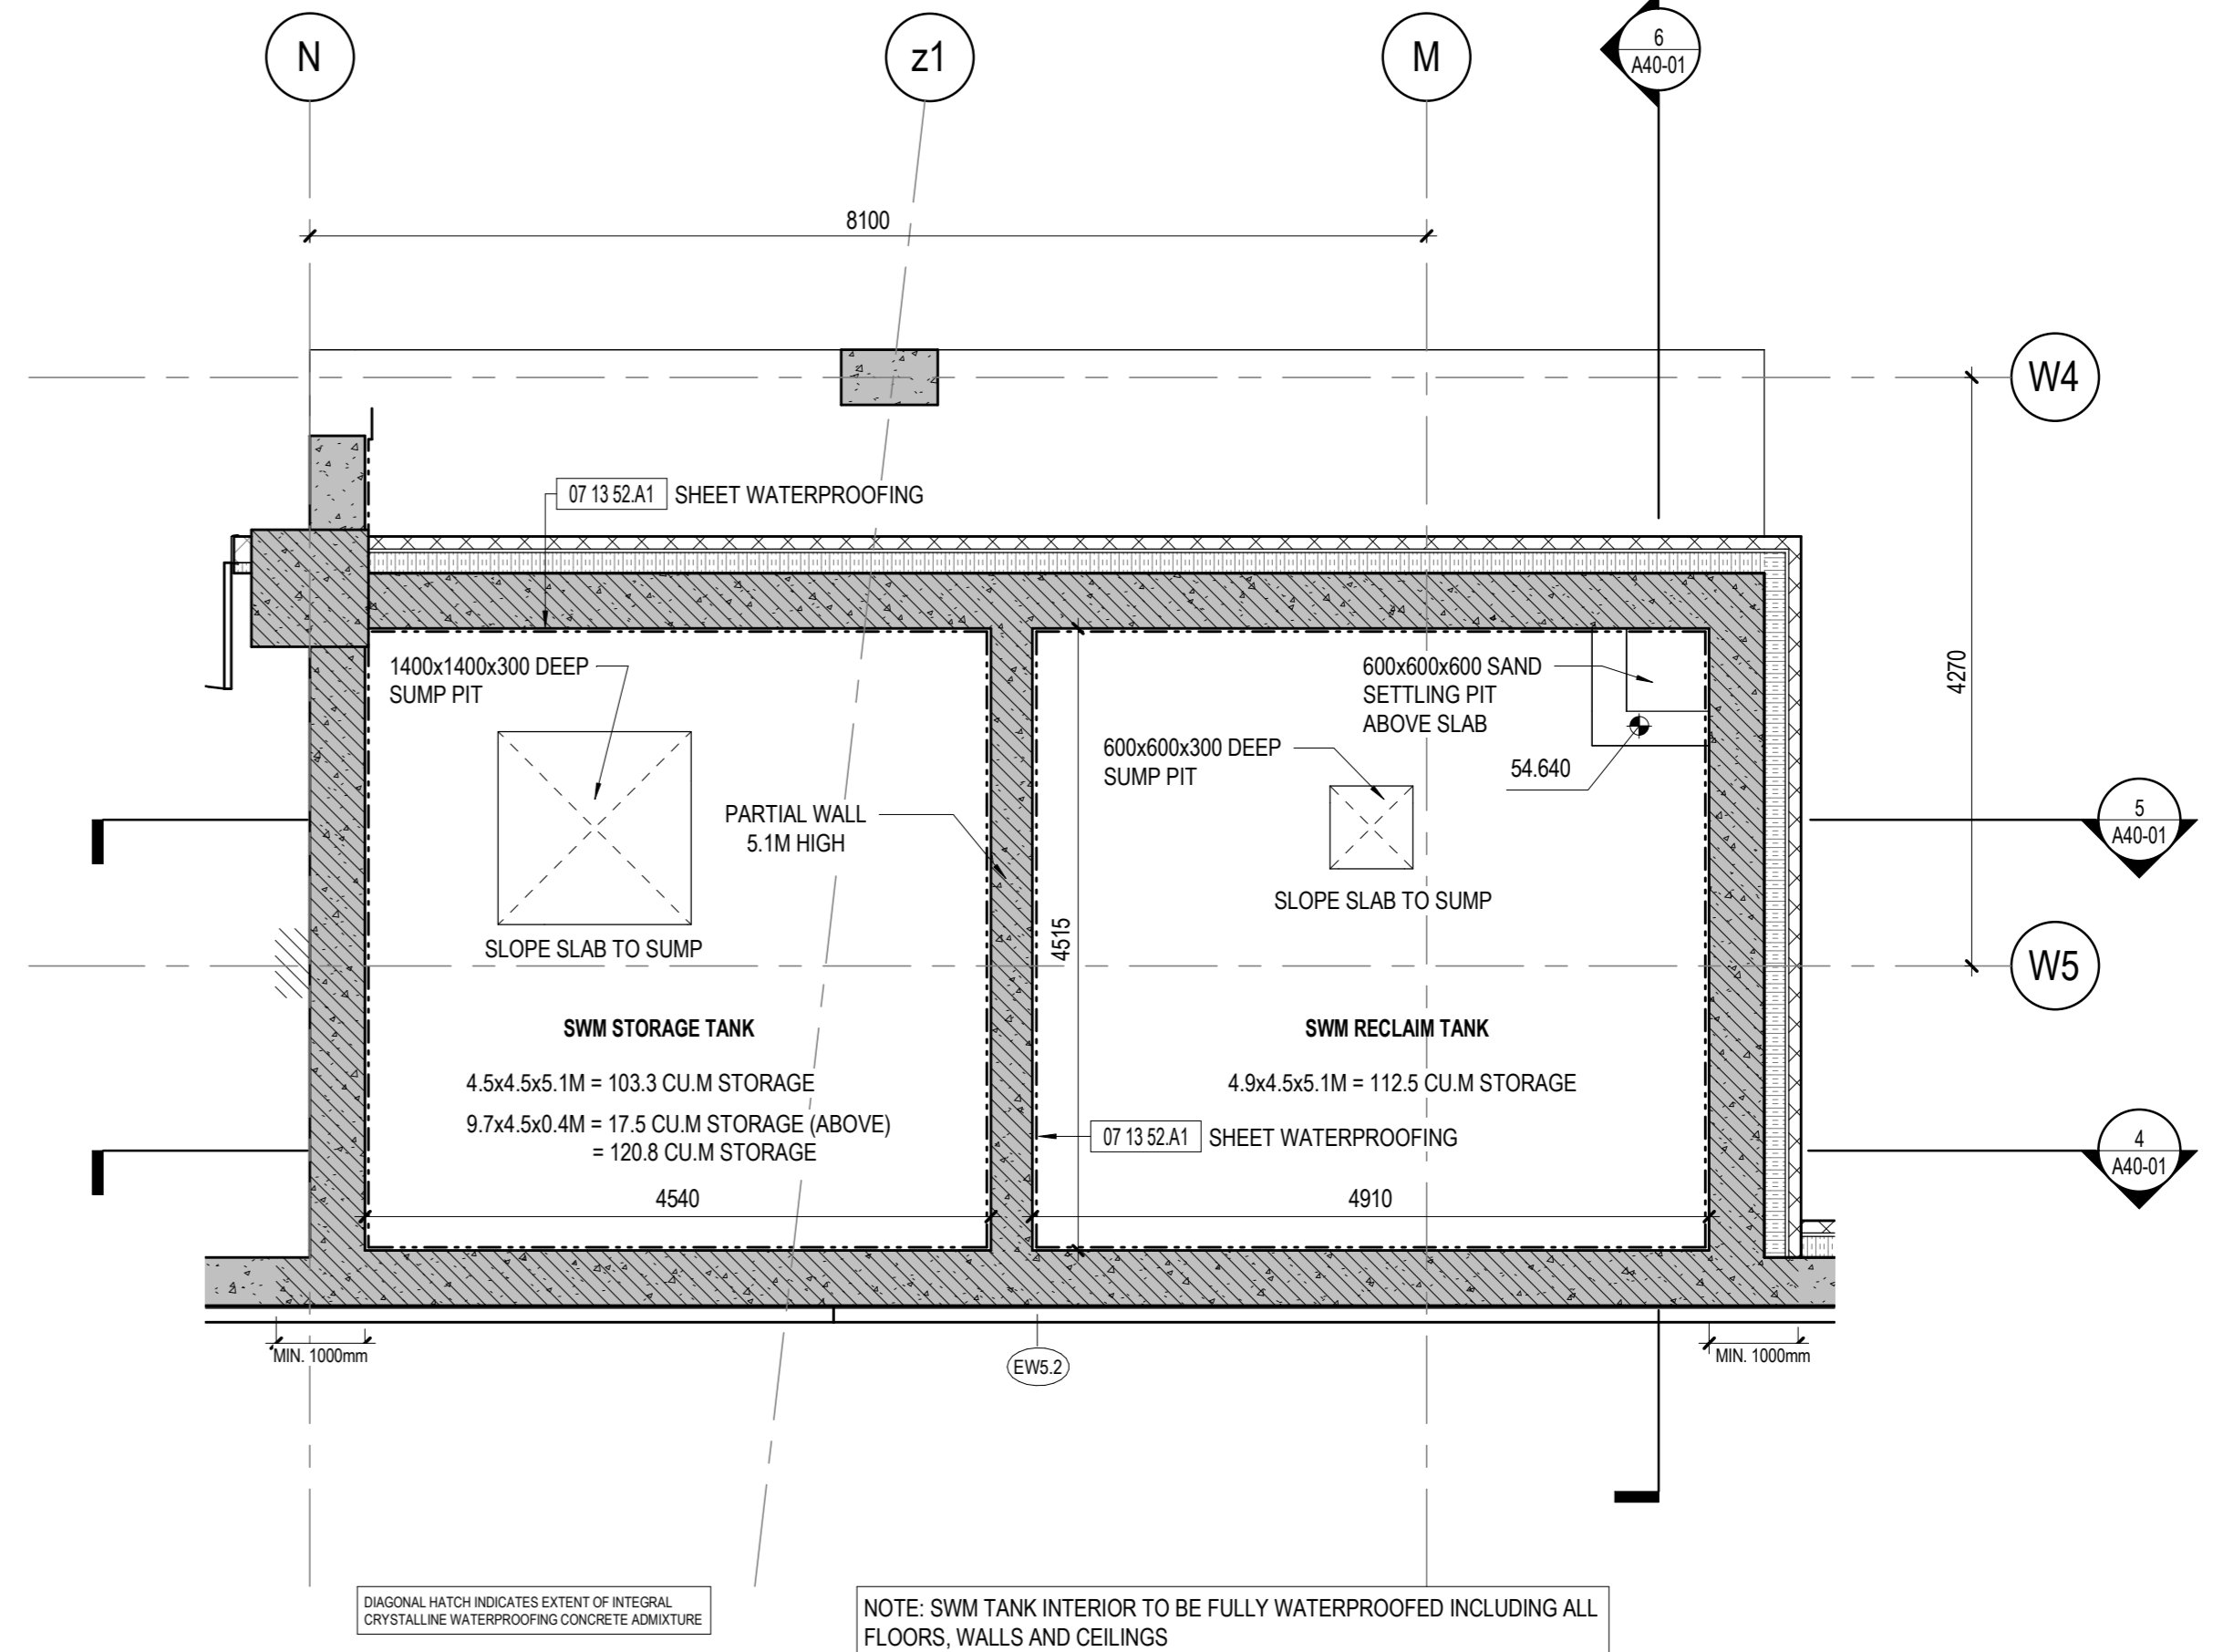 N
z1
M
6
A40-01
8100
W4
07 13 52.A1 SHEET WATERPROOFING
1400x1400x300 DEEP
SUMP PIT
600x600x600 SAND
SETTLING PIT
ABOVE SLAB
4270
600x600x300 DEEP
SUMP PIT
54.640
PARTIAL WALL
5.1M HIGH
5
A40-01
SLOPE SLAB TO SUMP
SLOPE SLAB TO SUMP
4515
W5
SWM STORAGE TANK
SWM RECLAIM TANK
4.5x4.5x5.1M = 103.3 CU.M STORAGE
4.9x4.5x5.1M = 112.5 CU.M STORAGE
9.7x4.5x0.4M = 17.5 CU.M STORAGE (ABOVE)
= 120.8 CU.M STORAGE
07 13 52.A1 SHEET WATERPROOFING
4
A40-01
4540
4910
MIN. 1000mm
EW5.2
MIN. 1000mm
DIAGONAL HATCH INDICATES EXTENT OF INTEGRAL
CRYSTALLINE WATERPROOFING CONCRETE ADMIXTURE
NOTE: SWM TANK INTERIOR TO BE FULLY WATERPROOFED INCLUDING ALL
FLOORS, WALLS AND CEILINGS